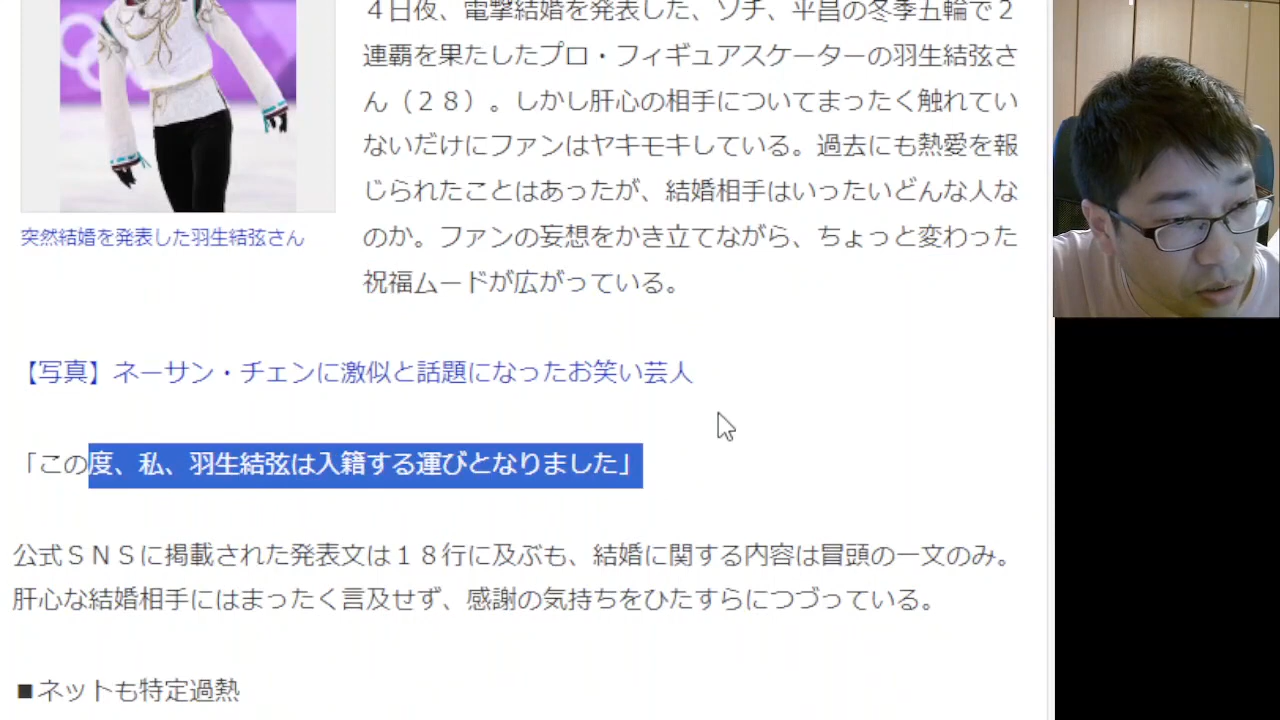 ４日夜、電撃結婚を発表した、ソチ、平昌の冬季五輪で２
連覇を果たしたプロ・フィギュアスケーターの羽生結弦さ
ん（２８）。しかし肝心の相手についてまったく触れてい
ないだけにファンはヤキモキしている。過去にも熱愛を報
じられたことはあったが、結婚相手はいったいどんな人な
のか。ファンの妄想をかき立てながら、ちょっと変わった
祝福ムードが広がっている。
突然結婚を発表した羽生結弦さん
【写真】ネーサン・チェンに激似と話題になったお笑い芸人
「この度、私、羽生結弦は入籍する運びとなりました」
公式ＳＮＳに掲載された発表文は１８行に及ぶも、結婚に関する内容は冒頭の一文のみ。
肝心な結婚相手にはまったく言及せず、感謝の気持ちをひたすらにつづっている。
■ネットも特定過熱